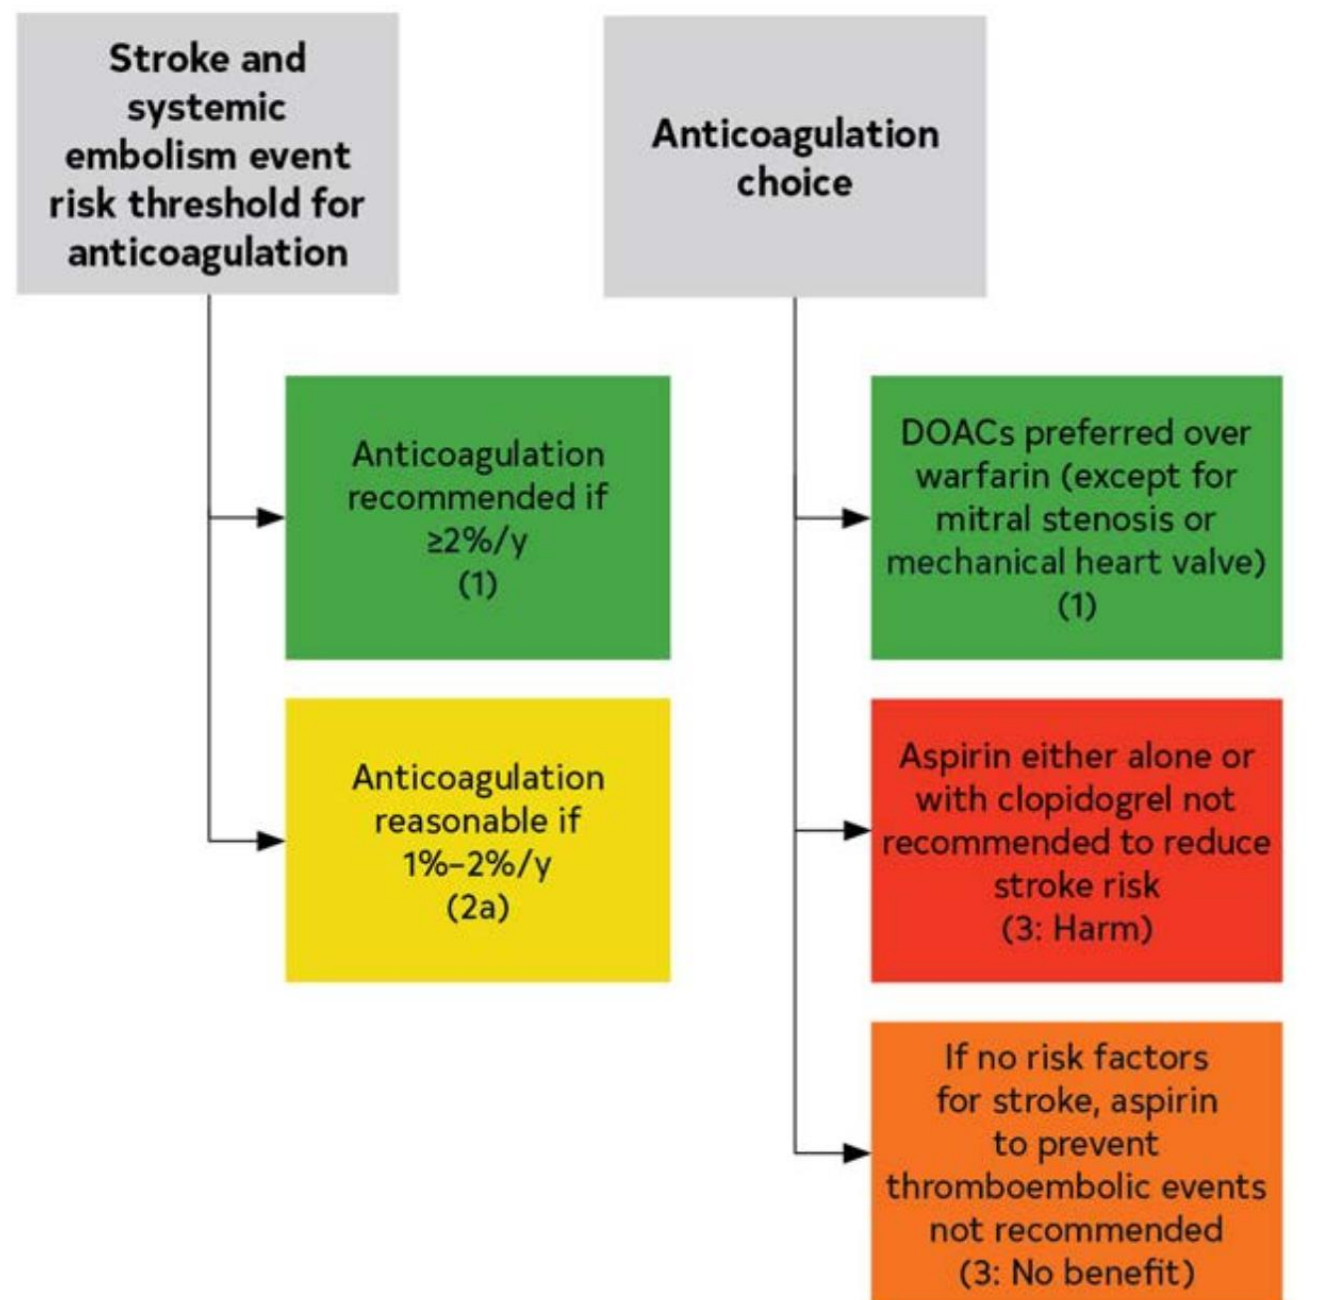 Stroke and
systemic
embolism event
risk threshold for
anticoagulation
Anticoagulation
recommended if
≥2%/y
(1)
Anticoagulation
reasonable if
1%–2%/y
(2a)
Anticoagulation
choice
DOACs preferred over
warfarin (except for
mitral stenosis or
mechanical heart valve)
(1)
Aspirin either alone or
with clopidogrel not
recommended to reduce
stroke risk
(3: Harm)
If no risk factors
for stroke, aspirin
to prevent
thromboembolic events
not recommended
(3: No benefit)